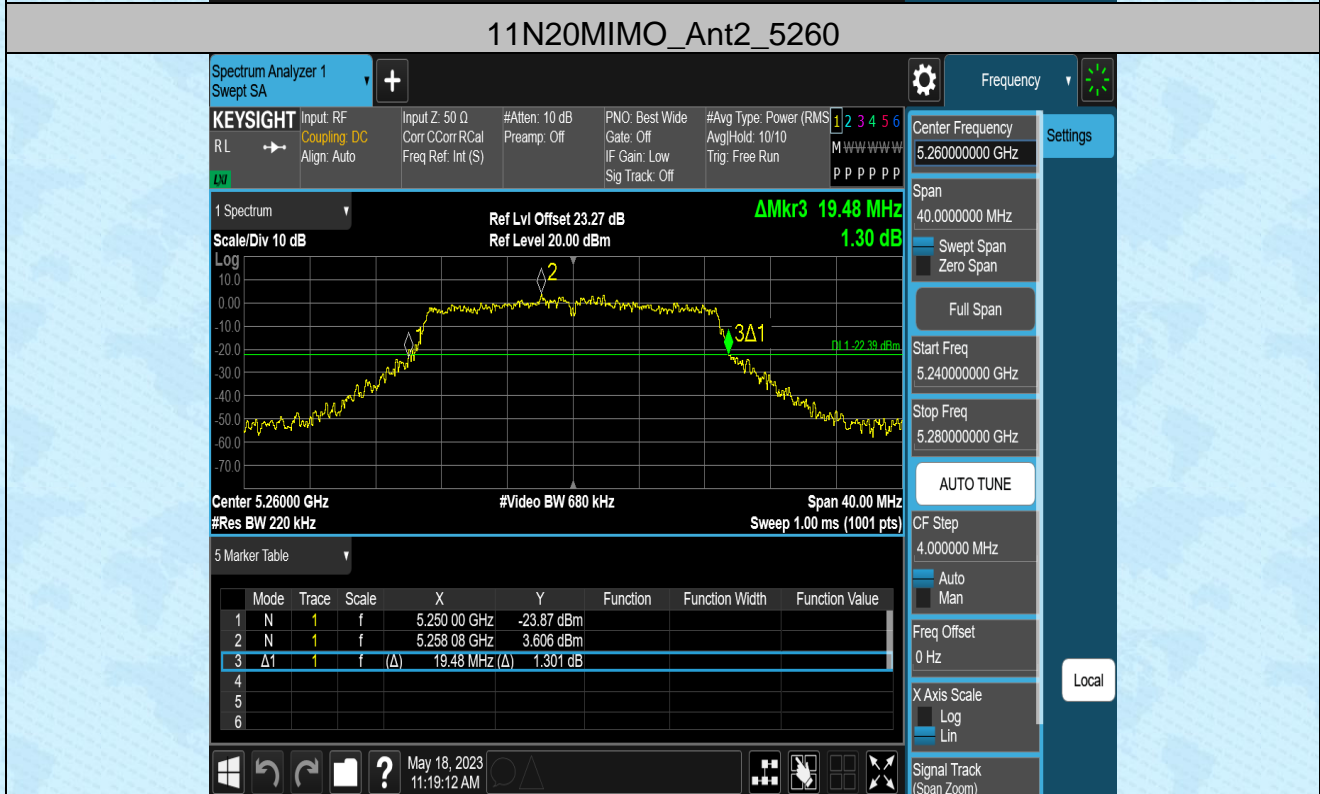 11N20MIMO_Ant2_5260
Spectrum Analyzer 1
Swept SA
Frequency
KEYSIGHT
RL
LXI
Input: RF
Coupling: DC
Align: Auto
Input Z: 50 Ω
Corr CCorr RCal
Freq Ref: Int (S)
#Atten: 10 dB
Preamp: Off
PNO: Best Wide
Gate: Off
IF Gain: Low
Sig Track: Off
#Avg Type: Power (RMS
Avg|Hold: 10/10
Trig: Free Run
1 2 3 4 5 6
M W W W W W
P P P P P P
1 Spectrum
Scale/Div 10 dB
Ref Lvl Offset 23.27 dB
Ref Level 20.00 dBm
ΔMkr3 19.48 MHz
1.30 dB
Log
10.0
0.00
-10.0
-20.0
-30.0
-40.0
-50.0
-60.0
-70.0
2
1
3Δ1
DL1 -22.39 dBm
Center 5.26000 GHz
#Video BW 680 kHz
Span 40.00 MHz
#Res BW 220 kHz
Sweep 1.00 ms (1001 pts)
5 Marker Table
Mode Trace Scale X Y Function Function Width Function Value
1 N 1 f 5.250 00 GHz -23.87 dBm
2 N 1 f 5.258 08 GHz 3.606 dBm
3 Δ1 1 f (Δ) 19.48 MHz (Δ) 1.301 dB
4
5
6
?
May 18, 2023
11:19:12 AM
Center Frequency
5.260000000 GHz
Settings
Span
40.0000000 MHz
Swept Span
Zero Span
Full Span
Start Freq
5.240000000 GHz
Stop Freq
5.280000000 GHz
AUTO TUNE
CF Step
4.000000 MHz
Auto
Man
Freq Offset
0 Hz
Local
X Axis Scale
Log
Lin
Signal Track
(Span Zoom)